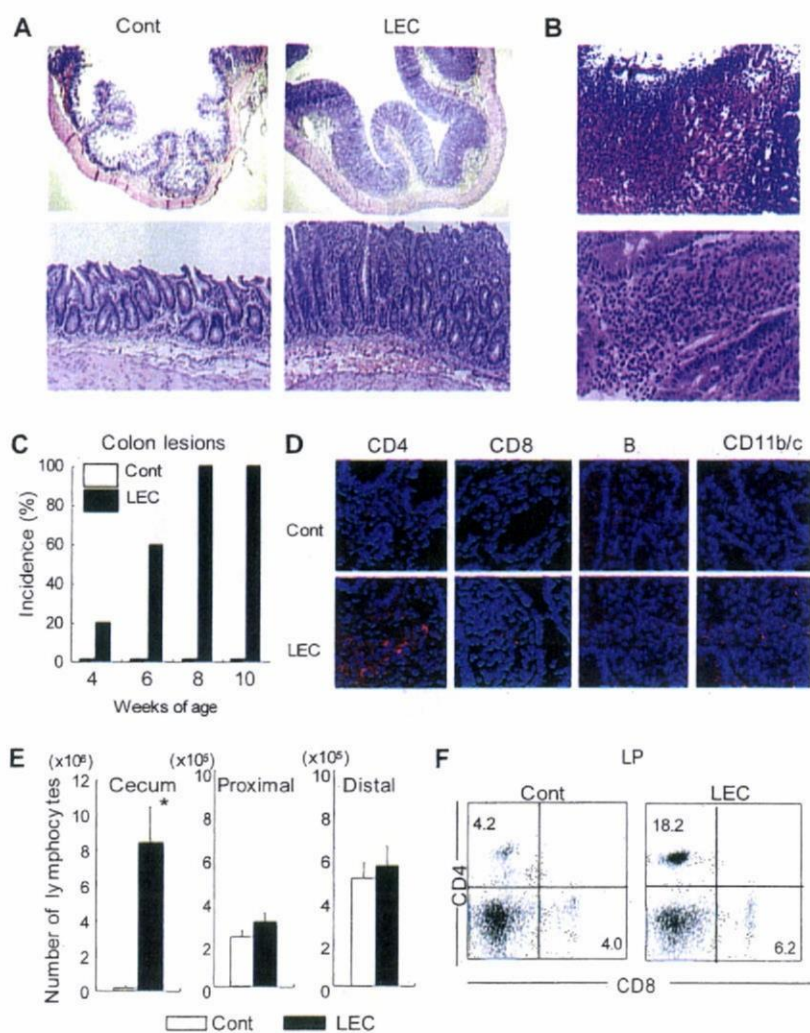 A
Cont
LEC
B
C
Colon lesions
Cont
LEC
Incidence (%)
100
80
60
40
20
0
4
6
8
10
Weeks of age
D
CD4
CD8
B
CD11b/c
Cont
LEC
E
(x10⁶)
Cecum
*
Number of lymphocytes
12
10
8
6
4
2
0
(x10⁵)
Proximal
10
8
6
4
2
0
(x10⁵)
Distal
10
8
6
4
2
0
Cont
LEC
F
LP
Cont
LEC
4.2
4.0
18.2
6.2
CD4
CD8